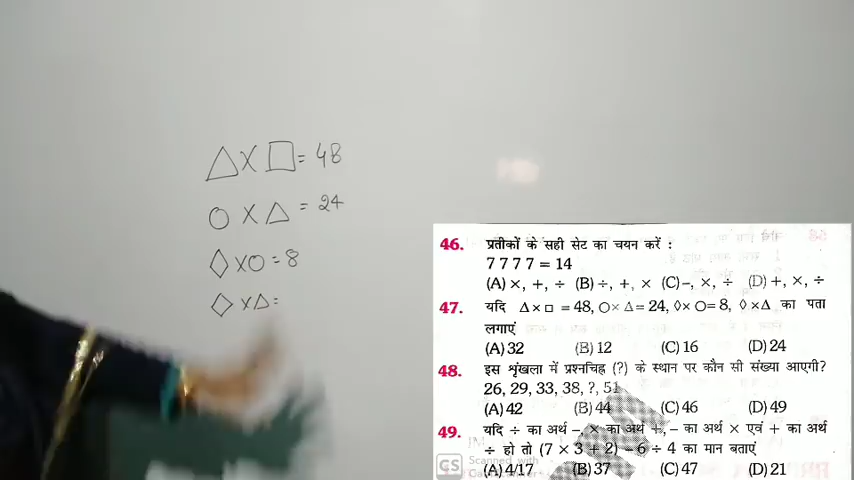 △ X □ = 48
○ X △ = 24
◇ X ○ = 8
◇ X △ =
46. प्रतीकों के सही सेट का चयन करें :
7 7 7 7 = 14
(A) ×, +, ÷ (B) ÷, +, × (C) –, ×, ÷ (D) +, ×, ÷
47. यदि △ × □ = 48, ○ × △ = 24, ◊ × ○ = 8, ◊ × △ का पता
लगाएं
(A) 32 (B) 12 (C) 16 (D) 24
48. इस शृंखला में प्रश्नचिह्न (?) के स्थान पर कौन सी संख्या आएगी?
26, 29, 33, 38, ?, 51
(A) 42 (B) 44 (C) 46 (D) 49
49. यदि ÷ का अर्थ –, × का अर्थ +, – का अर्थ × एवं + का अर्थ
÷ हो तो (7 × 3 + 2) – 6 ÷ 4 का मान बताएं
(A) 4/17 (B) 37 (C) 47 (D) 21
CS Scanned with